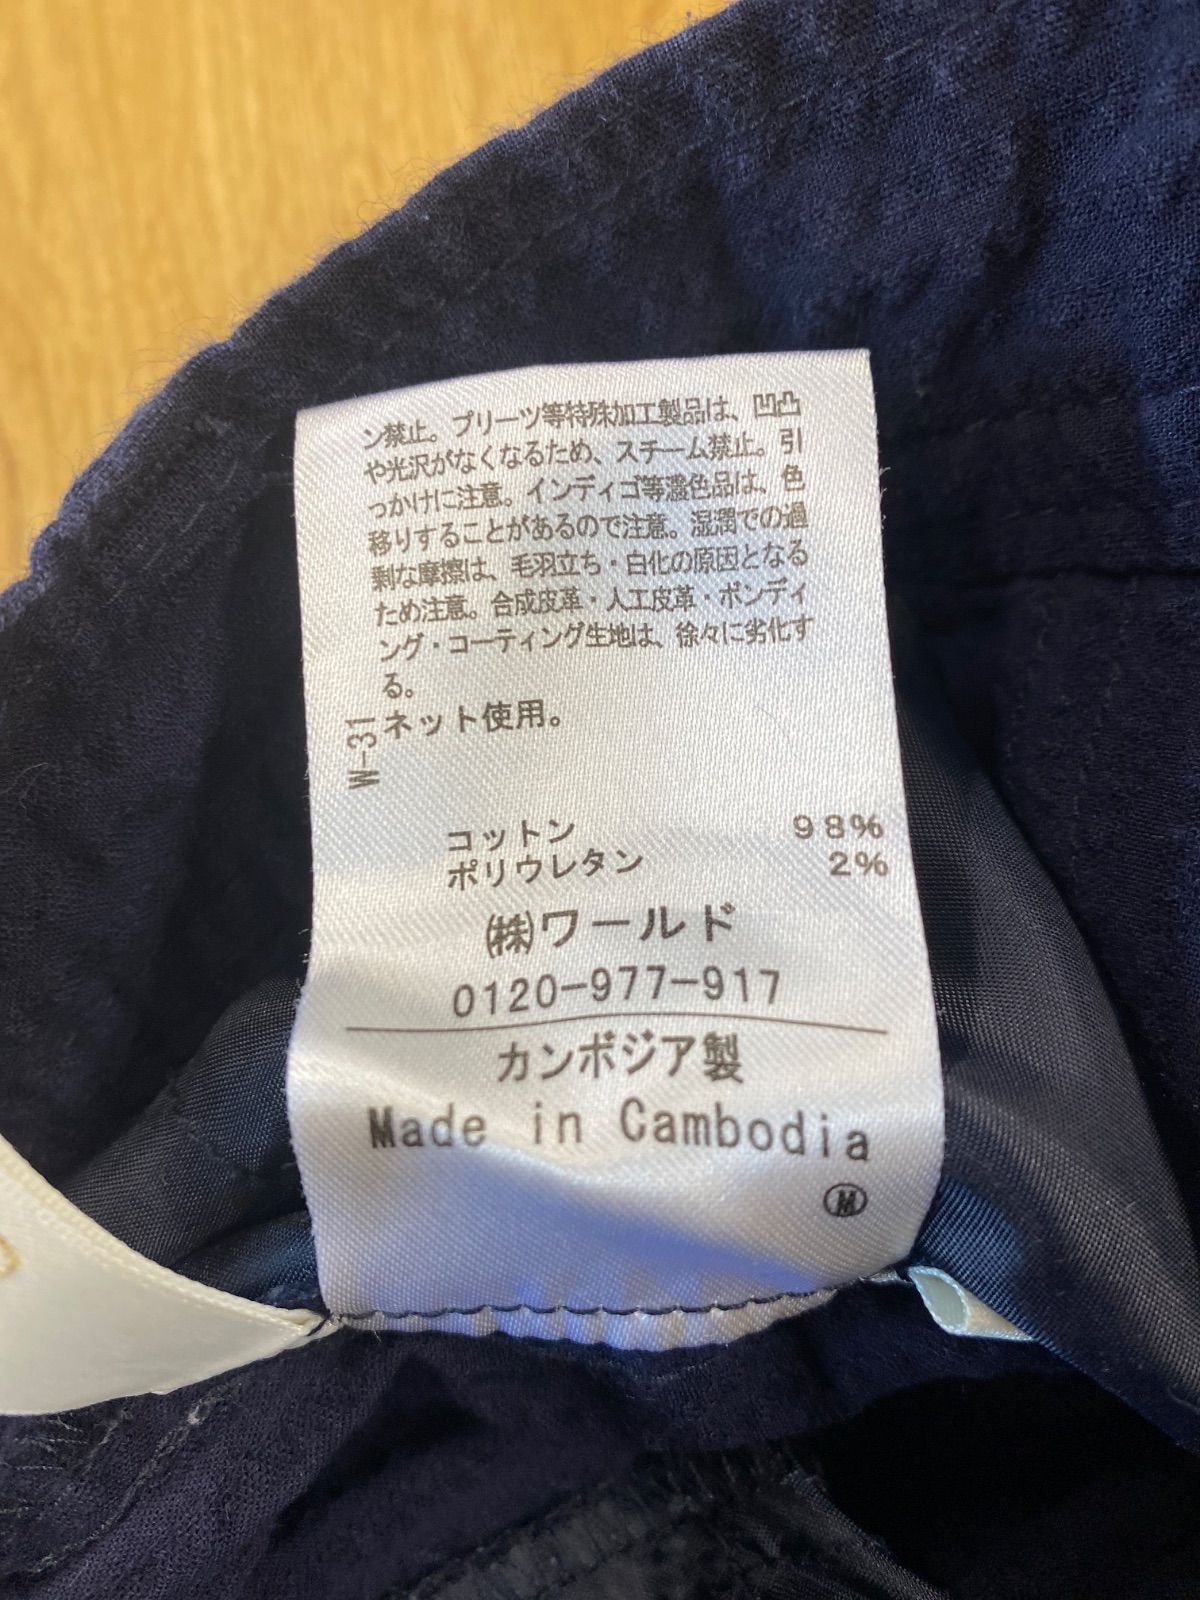 ン禁止。プリーツ等特殊加工製品は、凹凸
や光沢がなくなるため、スチーム禁止。引
っかけに注意。インディゴ等濃色品は、色
移りすることがあるので注意。湿潤での過
剰な摩擦は、毛羽立ち・白化の原因となる
ため注意。合成皮革・人工皮革・ボンディ
ング・コーティング生地は、徐々に劣化す
る。
ネット使用。
W-31
コットン 98%
ポリウレタン 2%
㈱ワールド
0120-977-917
カンボジア製
Made in Cambodia
Ⓜ